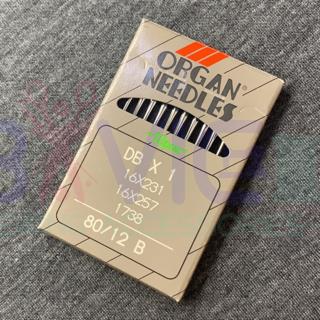 ORGAN®
NEEDLES
DB X 1
16X231
16X257
1738
80/12 B